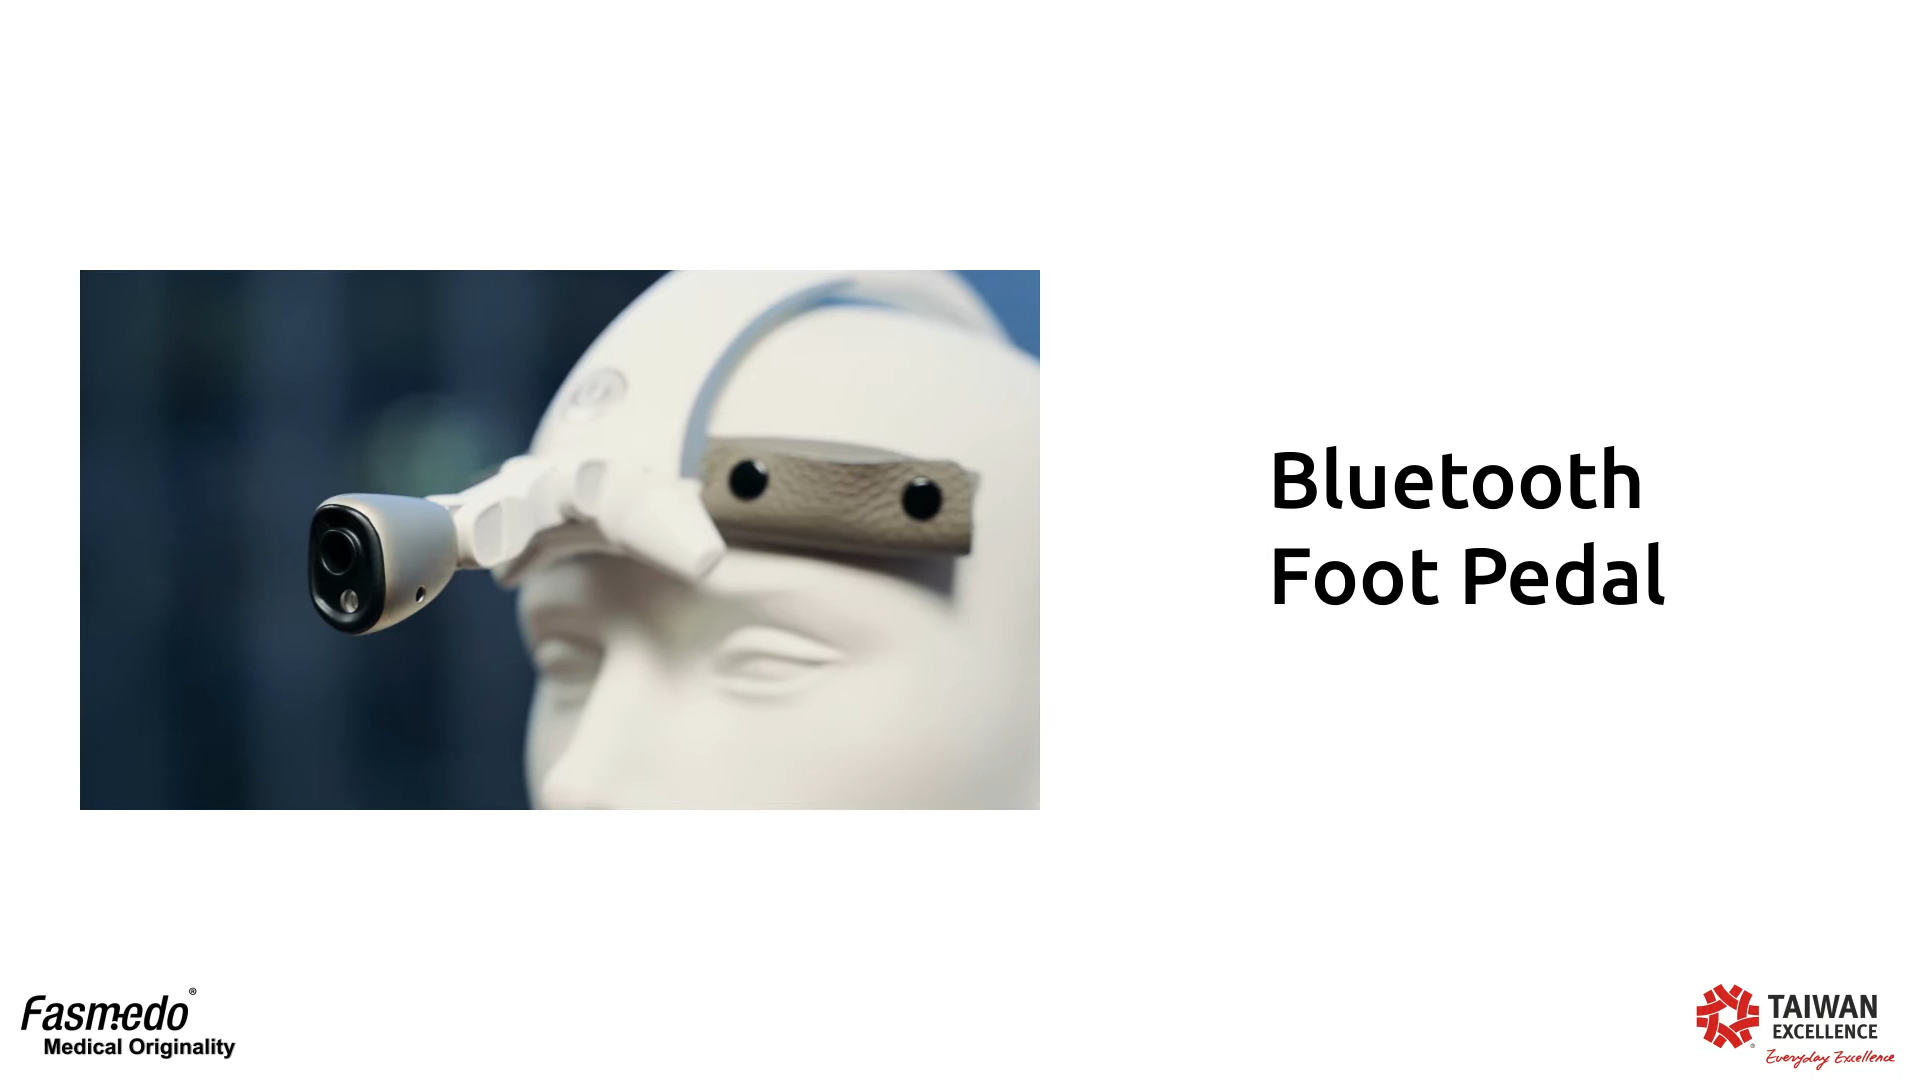 Bluetooth
Foot Pedal
Fasmedo®
Medical Originality
TAIWAN
EXCELLENCE
Everyday Excellence